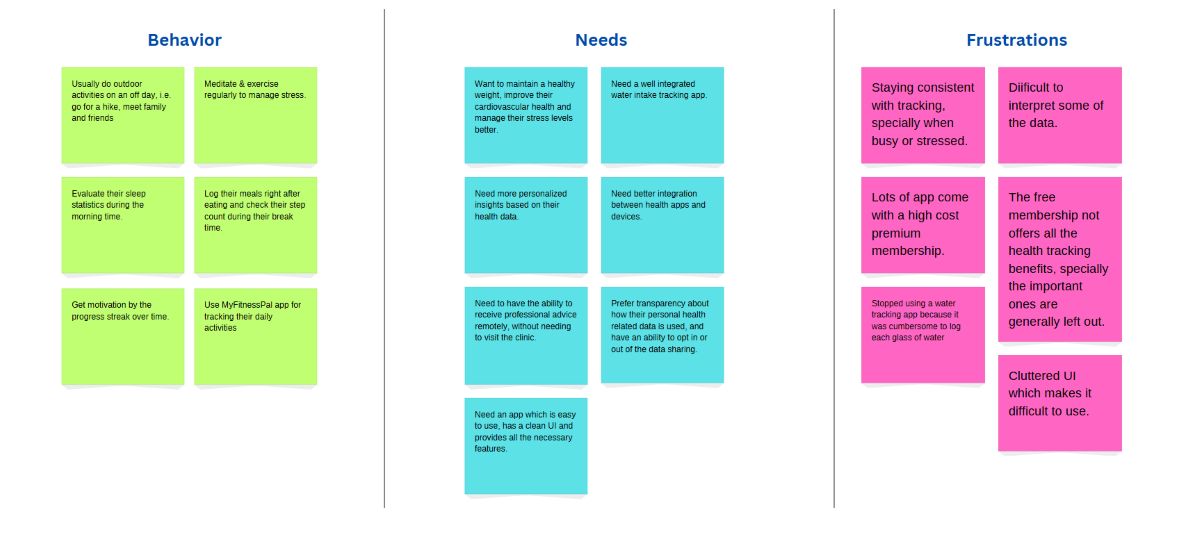 Behavior
Usually do outdoor
activities on an off day, i.e.
go for a hike, meet family
and friends
Meditate & exercise
regularly to manage stress.
Evaluate their sleep
statistics during the
morning time.
Log their meals right after
eating and check their step
count during their break
time.
Get motivation by the
progress streak over time.
Use MyFitnessPal app for
tracking their daily
activities
Needs
Want to maintain a healthy
weight, improve their
cardiovascular health and
manage their stress levels
better.
Need a well integrated
water intake tracking app.
Need more personalized
insights based on their
health data.
Need better integration
between health apps and
devices.
Need to have the ability to
receive professional advice
remotely, without needing
to visit the clinic.
Prefer transparency about
how their personal health
related data is used, and
have an ability to opt in or
out of the data sharing.
Need an app which is easy
to use, has a clean UI and
provides all the necessary
features.
Frustrations
Staying consistent
with tracking,
specially when
busy or stressed.
Diifficult to
interpret some of
the data.
Lots of app come
with a high cost
premium
membership.
The free
membership not
offers all the
health tracking
benefits, specially
the important
ones are
generally left out.
Stopped using a water
tracking app because it
was cumbersome to log
each glass of water
Cluttered UI
which makes it
difficult to use.